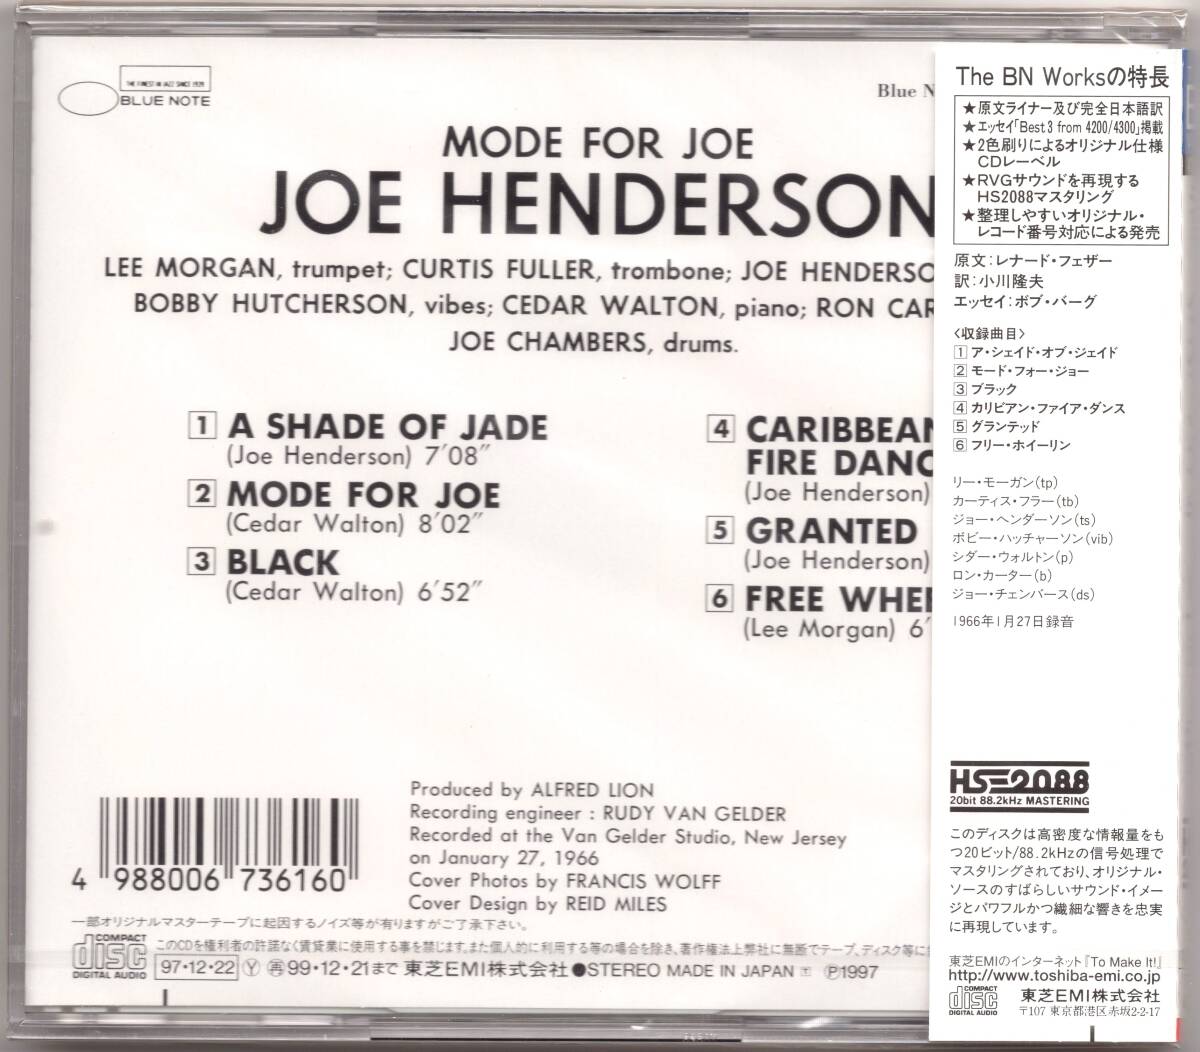 THE FINEST IN JAZZ SINCE 1939
BLUE NOTE
Blue N
MODE FOR JOE
JOE HENDERSON
LEE MORGAN, trumpet; CURTIS FULLER, trombone; JOE HENDERSO
BOBBY HUTCHERSON, vibes; CEDAR WALTON, piano; RON CAR
JOE CHAMBERS, drums.
1 A SHADE OF JADE
(Joe Henderson) 7'08"
2 MODE FOR JOE
(Cedar Walton) 8'02"
3 BLACK
(Cedar Walton) 6'52"
4 CARIBBEAN
FIRE DANC
(Joe Henderson)
5 GRANTED
(Joe Henderson)
6 FREE WHEE
(Lee Morgan) 6'
Produced by ALFRED LION
Recording engineer : RUDY VAN GELDER
Recorded at the Van Gelder Studio, New Jersey
on January 27, 1966
Cover Photos by FRANCIS WOLFF
Cover Design by REID MILES
4 988006 736160
一部オリジナルマスターテープに起因するノイズ等が有りますがご了承下さい。
COMPACT
disc
DIGITAL AUDIO
このCDを権利者の許諾なく賃貸業に使用する事を禁じます。また個人的に利用する等の場合を除き、著作権法上弊社に無断でテープ、ディスク等に
97・12・22 Ⓨ 再 99・12・21まで 東芝EMI株式会社 ●STEREO MADE IN JAPAN ℗1997
The BN Worksの特長
★原文ライナー及び完全日本語訳
★エッセイ「Best 3 from 4200/4300」掲載
★2色刷りによるオリジナル仕様
CDレーベル
★RVGサウンドを再現する
HS2088マスタリング
★整理しやすいオリジナル・
レコード番号対応による発売
原文：レナード・フェザー
訳：小川隆夫
エッセイ：ボブ・バーグ
〈収録曲目〉
1 ア・シェイド・オブ・ジェイド
2 モード・フォー・ジョー
3 ブラック
4 カリビアン・ファイア・ダンス
5 グランテッド
6 フリー・ホイーリン
リー・モーガン(tp)
カーティス・フラー(tb)
ジョー・ヘンダーソン(ts)
ボビー・ハッチャーソン(vib)
シダー・ウォルトン(p)
ロン・カーター(b)
ジョー・チェンバース(ds)
1966年1月27日録音
HS2088
20bit 88.2kHz MASTERING
このディスクは高密度な情報量をも
つ20ビット/88.2kHzの信号処理で
マスタリングされており、オリジナル・
ソースのすばらしいサウンド・イメー
ジとパワフルかつ繊細な響きを忠実
に再現しています。
東芝EMIのインターネット『To Make It!』
http://www.toshiba-emi.co.jp
COMPACT
disc
DIGITAL AUDIO
東芝EMI株式会社
〒107 東京都港区赤坂2-2-17